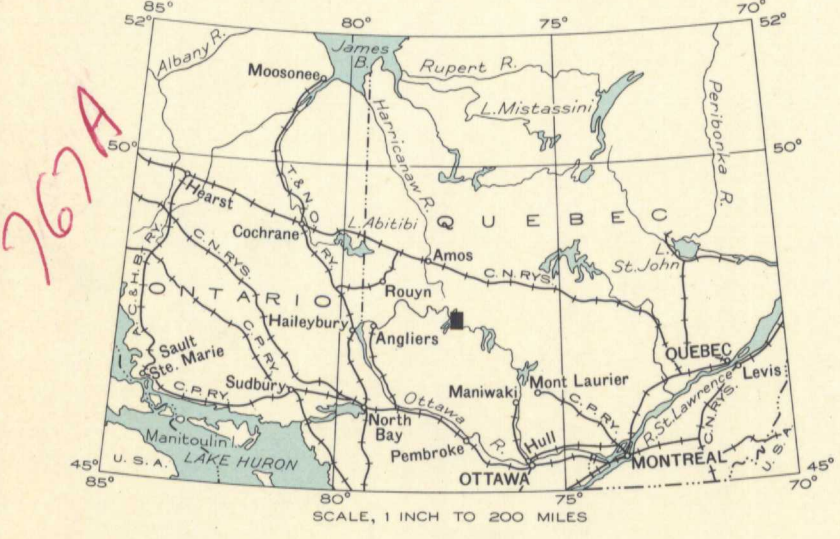 85°
80°
75°
70°
52°
52°
Albany R.
James
B.
Moosonee
Rupert R.
L. Mistassini
Peribonka R.
Harricanaw R.
767A
50°
50°
Hearst
T. & N. O.
RY.
L. Abitibi
QUEBEC
Cochrane
Amos
L.
St. John
C. N. RYS.
C. N. RYS.
A. C. & H. B. RY.
ONTARIO
Rouyn
Haileybury
Angliers
C. P. RY.
Sault
Ste. Marie
C. P. RY.
Sudbury
QUEBEC
Levis
Maniwaki
Mont Laurier
C. P. RY.
R. St. Lawrence
C. N. RYS.
Ottawa
R.
North
Bay
Pembroke
Hull
Manitoulin I.
U. S. A.
LAKE HURON
OTTAWA
MONTREAL
U. S. A.
45°
45°
85°
80°
75°
70°
SCALE, 1 INCH TO 200 MILES